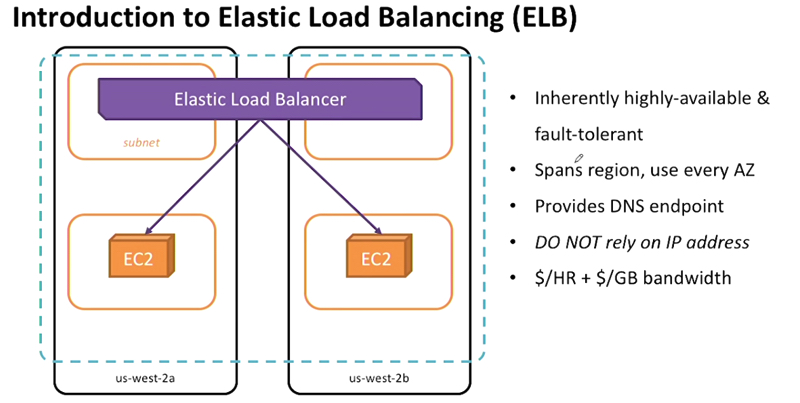 Introduction to Elastic Load Balancing (ELB)
Elastic Load Balancer
subnet
EC2
EC2
us-west-2a
us-west-2b
• Inherently highly-available &
fault-tolerant
• Spans region, use every AZ
• Provides DNS endpoint
• DO NOT rely on IP address
• $/HR + $/GB bandwidth